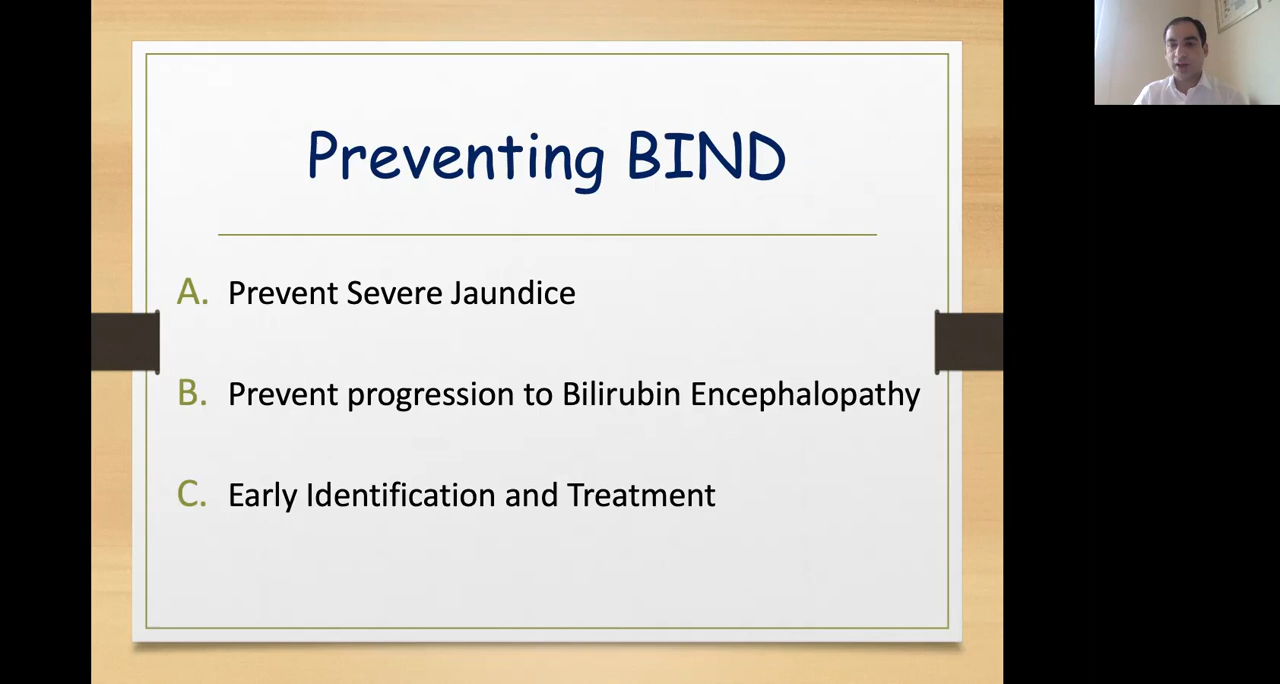 Preventing BIND
A. Prevent Severe Jaundice
B. Prevent progression to Bilirubin Encephalopathy
C. Early Identification and Treatment